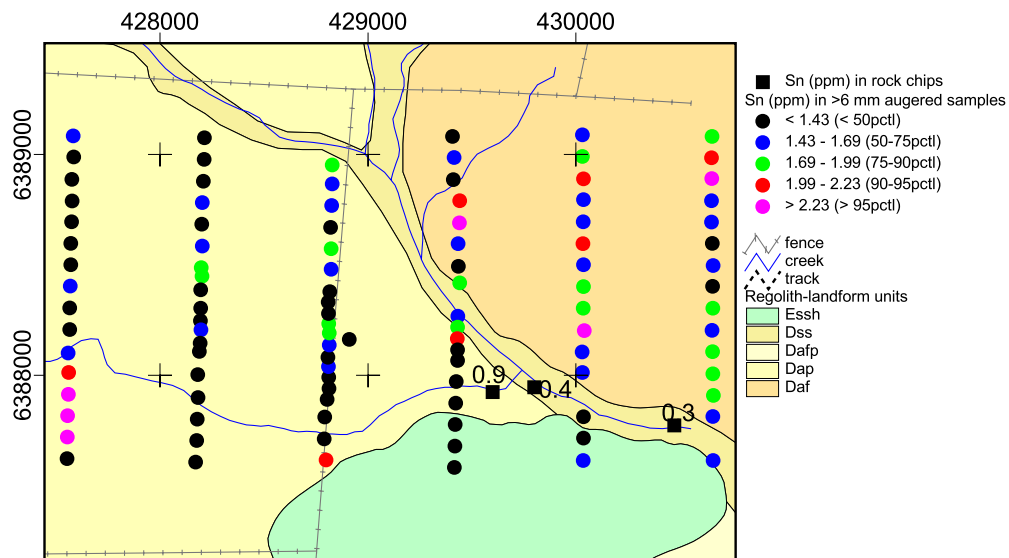 428000 429000 430000
6389000
6388000
0.9
0.4
0.3
Sn (ppm) in rock chips
Sn (ppm) in >6 mm augered samples
< 1.43 (< 50pctl)
1.43 - 1.69 (50-75pctl)
1.69 - 1.99 (75-90pctl)
1.99 - 2.23 (90-95pctl)
> 2.23 (> 95pctl)
fence
creek
track
Regolith-landform units
Essh
Dss
Dafp
Dap
Daf